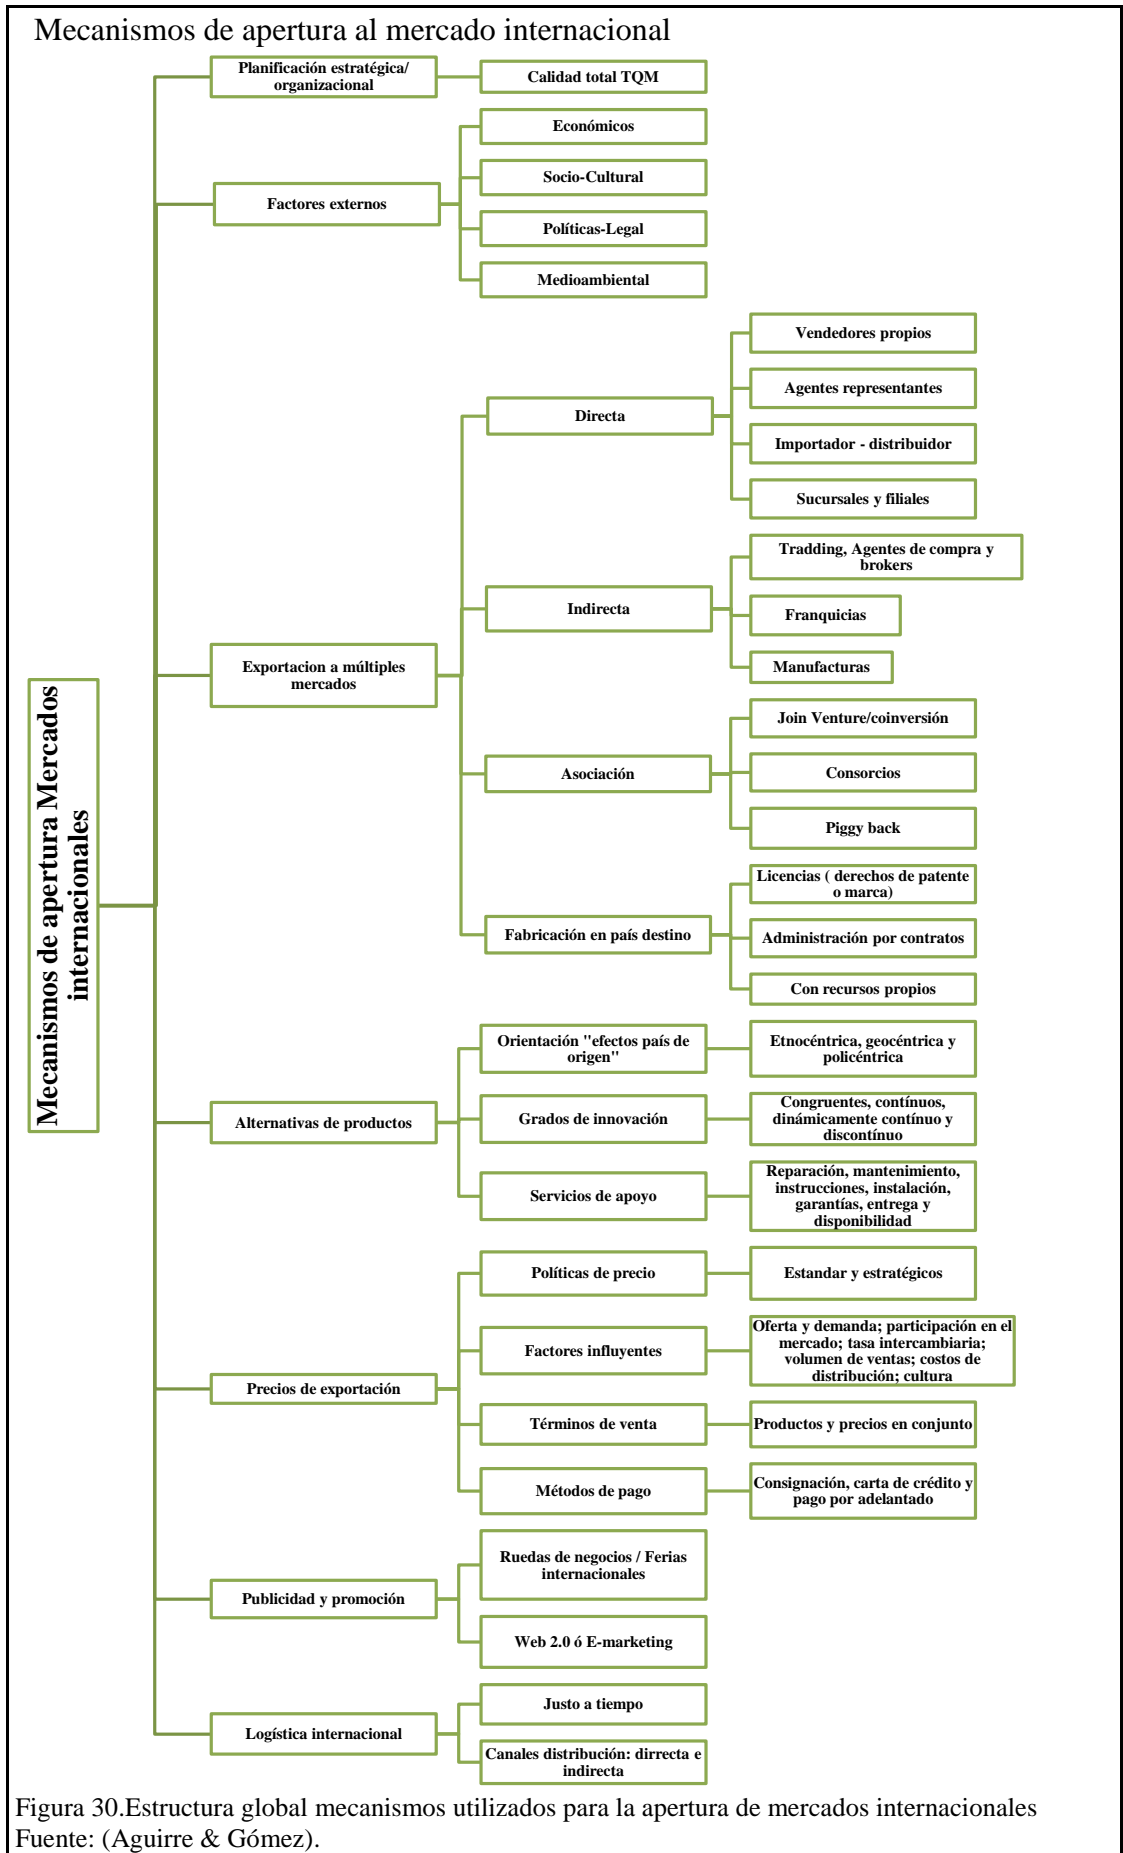 Mecanismos de apertura al mercado internacional
Planificación estratégica/
organizacional
Calidad total TQM
Factores externos
Económicos
Socio-Cultural
Políticas-Legal
Medioambiental
Mecanismos de apertura Mercados
internacionales
Exportacion a múltiples
mercados
Directa
Vendedores propios
Agentes representantes
Importador - distribuidor
Sucursales y filiales
Indirecta
Tradding, Agentes de compra y
brokers
Franquicias
Manufacturas
Asociación
Join Venture/coinversión
Consorcios
Piggy back
Fabricación en país destino
Licencias ( derechos de patente
o marca)
Administración por contratos
Con recursos propios
Alternativas de productos
Orientación "efectos país de
origen"
Etnocéntrica, geocéntrica y
policéntrica
Grados de innovación
Congruentes, contínuos,
dinámicamente contínuo y
discontínuo
Servicios de apoyo
Reparación, mantenimiento,
instrucciones, instalación,
garantías, entrega y
disponibilidad
Precios de exportación
Políticas de precio
Estandar y estratégicos
Factores influyentes
Oferta y demanda; participación en el
mercado; tasa intercambiaria;
volumen de ventas; costos de
distribución; cultura
Términos de venta
Productos y precios en conjunto
Métodos de pago
Consignación, carta de crédito y
pago por adelantado
Publicidad y promoción
Ruedas de negocios / Ferias
internacionales
Web 2.0 ó E-marketing
Logística internacional
Justo a tiempo
Canales distribución: dirrecta e
indirecta
Figura 30.Estructura global mecanismos utilizados para la apertura de mercados internacionales
Fuente: (Aguirre & Gómez).